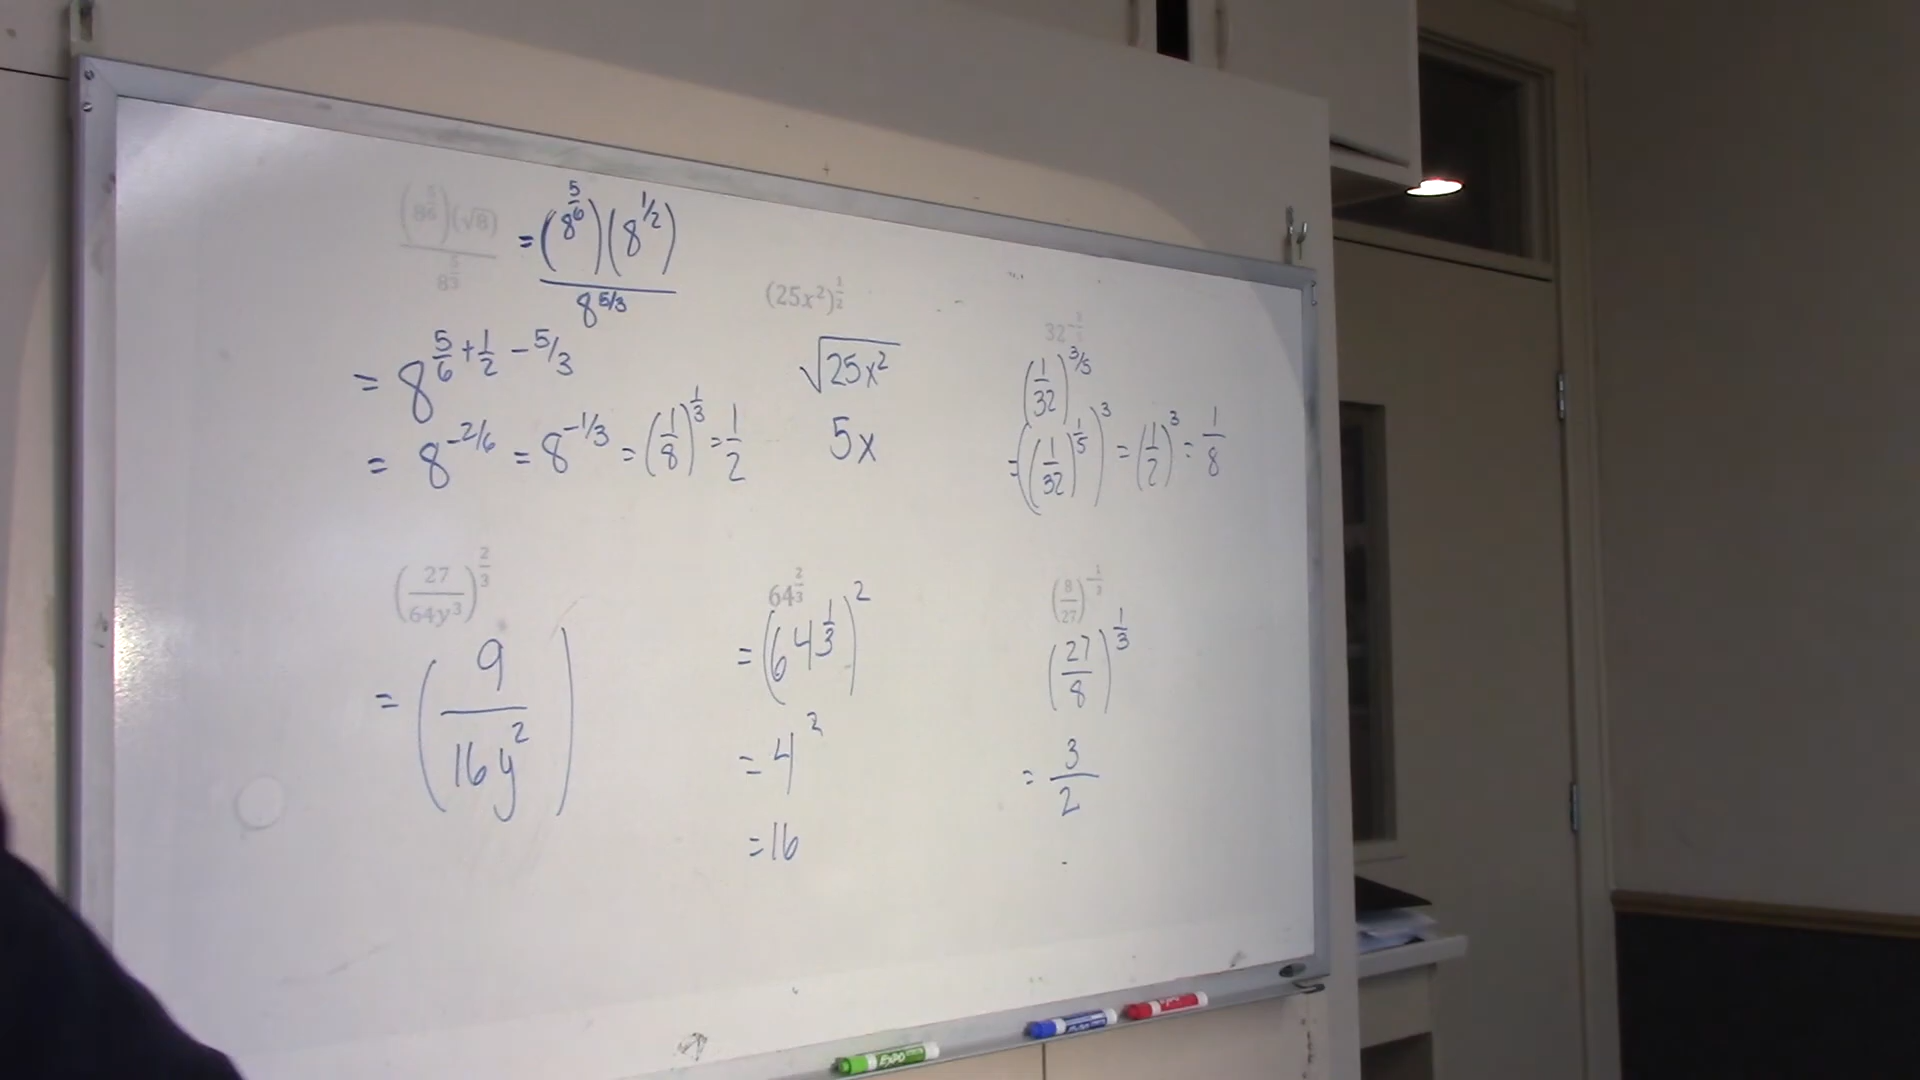 (8^(5/6))(√8) / 8^(5/3) = (8^(5/6))(8^(1/2)) / 8^(5/3)
= 8^(5/6 + 1/2 - 5/3)
= 8^(-2/6) = 8^(-1/3) = (1/8)^(1/3) = 1/2
(25x²)^(1/2)
√(25x²)
5x
32
(1/32)^(3/5)
= ((1/32)^(1/5))^3 = (1/2)^3 = 1/8
(27/64y³)^(2/3)
= (9/16y²)
64^(2/3)
= (64^(1/3))^2
= 4^2
= 16
(8/27)
(27/8)^(1/3)
= 3/2
EXPO